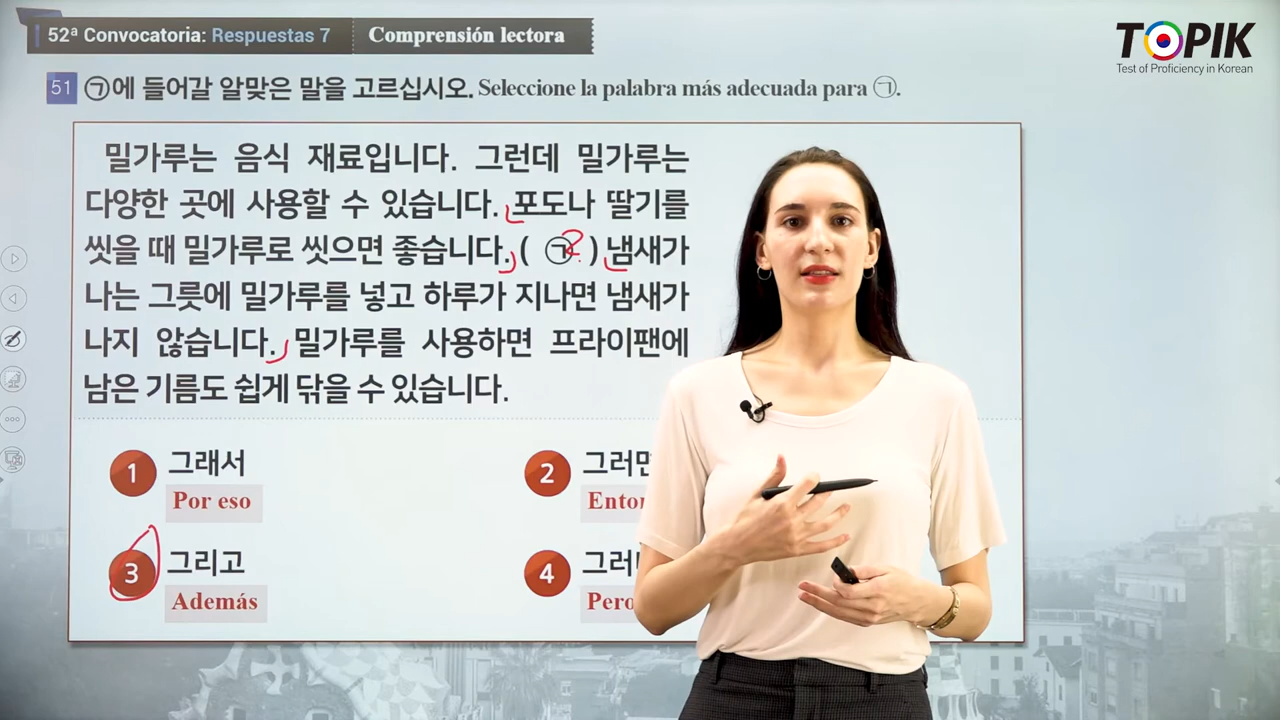 52ª Convocatoria: Respuestas 7
Comprensión lectora
TOPIK
Test of Proficiency in Korean
51 ㉠에 들어갈 알맞은 말을 고르십시오. Seleccione la palabra más adecuada para ㉠.
밀가루는 음식 재료입니다. 그런데 밀가루는
다양한 곳에 사용할 수 있습니다. 포도나 딸기를
씻을 때 밀가루로 씻으면 좋습니다. ( ㉠ ) 냄새가
나는 그릇에 밀가루를 넣고 하루가 지나면 냄새가
나지 않습니다. 밀가루를 사용하면 프라이팬에
남은 기름도 쉽게 닦을 수 있습니다.
1 그래서
Por eso
2
3 그리고
Además
4
Pero